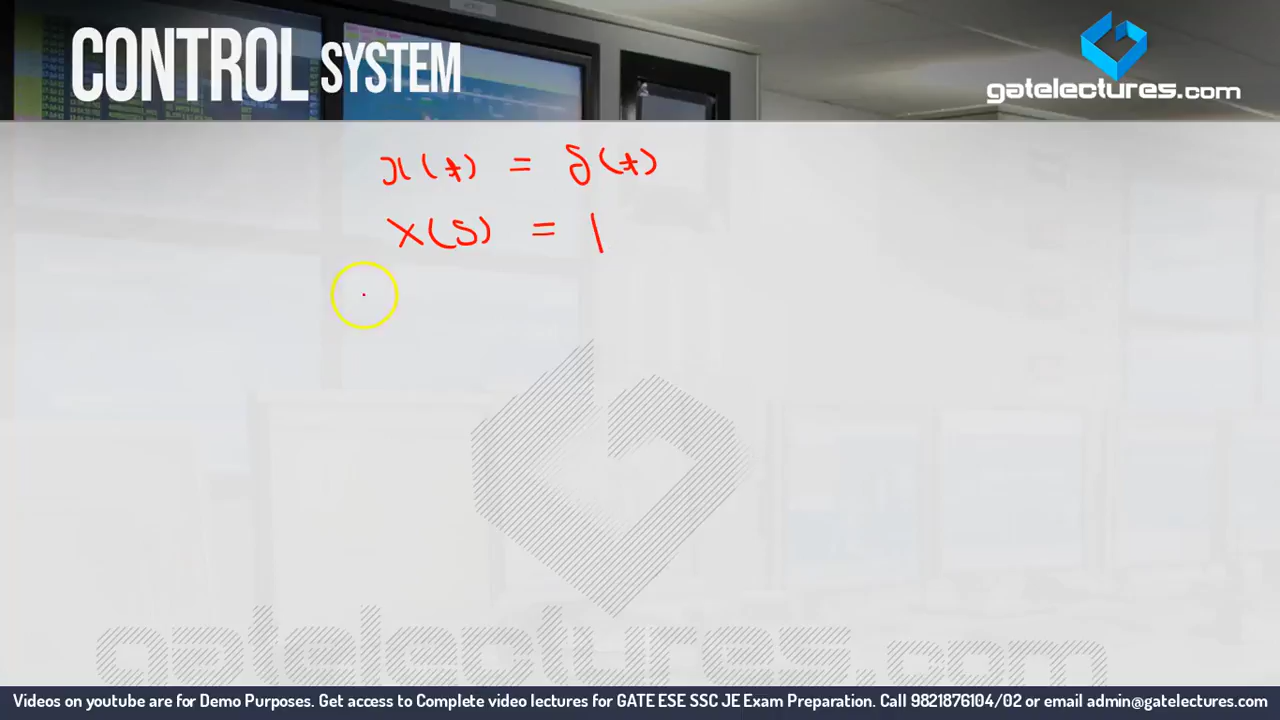 CONTROL SYSTEM
gatelectures.com
x(t) = δ(t)
X(S) = 1
gatelectures.com
Videos on youtube are for Demo Purposes. Get access to Complete video lectures for GATE ESE SSC JE Exam Preparation. Call 9821876104/02 or email admin@gatelectures.com